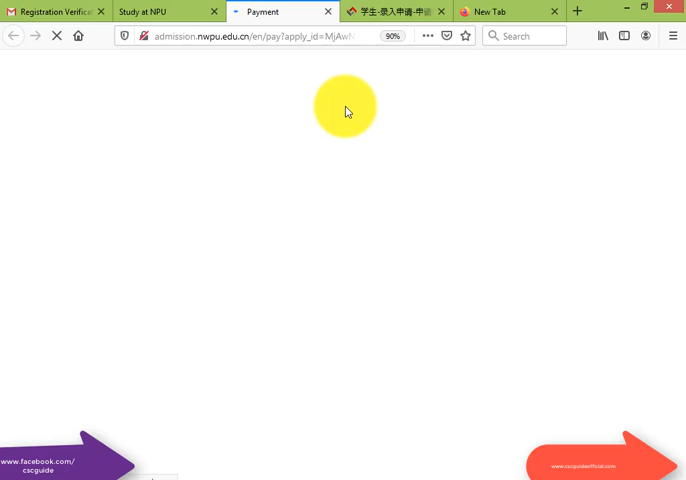 Registration Verificat
Study at NPU
Payment
学生-录入申请-申请
New Tab
admission.nwpu.edu.cn/en/pay?apply_id=MjAwN
90%
Search
www.facebook.com/
cscguide
www.cscguideofficial.com